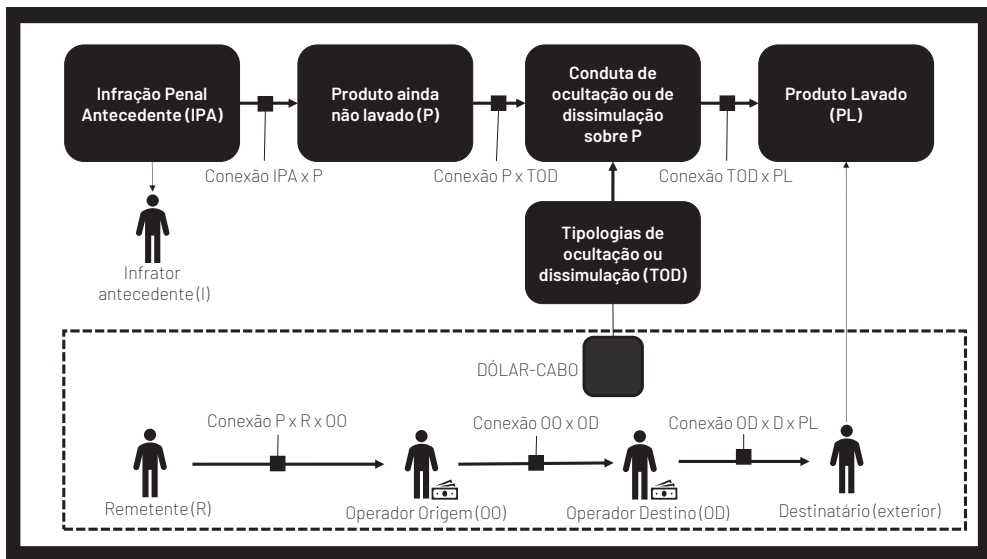 Infração Penal
Antecedente (IPA)
Produto ainda
não lavado (P)
Conduta de
ocultação ou de
dissimulação
sobre P
Produto Lavado
(PL)
Conexão IPA x P
Conexão P x TOD
Conexão TOD x PL
Infrator
antecedente (I)
Tipologias de
ocultação ou
dissimulação (TOD)
DÓLAR-CABO
Conexão P x R x OO
Conexão OO x OD
Conexão OD x D x PL
Remetente (R)
Operador Origem (OO)
Operador Destino (OD)
Destinatário (exterior)